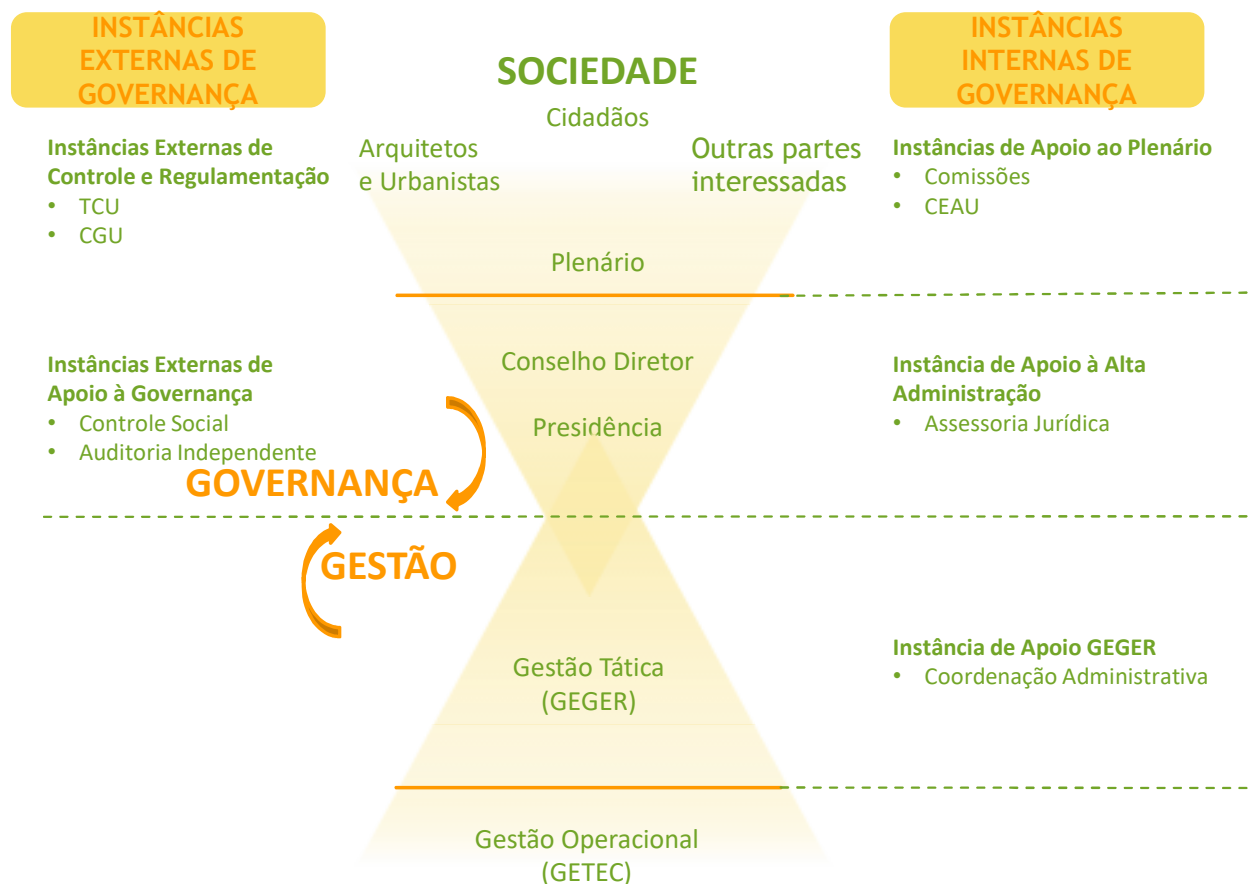 INSTÂNCIAS
EXTERNAS DE
GOVERNANÇA
Instâncias Externas de
Controle e Regulamentação
• TCU
• CGU
Instâncias Externas de
Apoio à Governança
• Controle Social
• Auditoria Independente
SOCIEDADE
Cidadãos
Arquitetos
e Urbanistas
Outras partes
interessadas
Plenário
Conselho Diretor
Presidência
GOVERNANÇA
GESTÃO
Gestão Tática
(GEGER)
Gestão Operacional
(GETEC)
INSTÂNCIAS
INTERNAS DE
GOVERNANÇA
Instâncias de Apoio ao Plenário
• Comissões
• CEAU
Instância de Apoio à Alta
Administração
• Assessoria Jurídica
Instância de Apoio GEGER
• Coordenação Administrativa